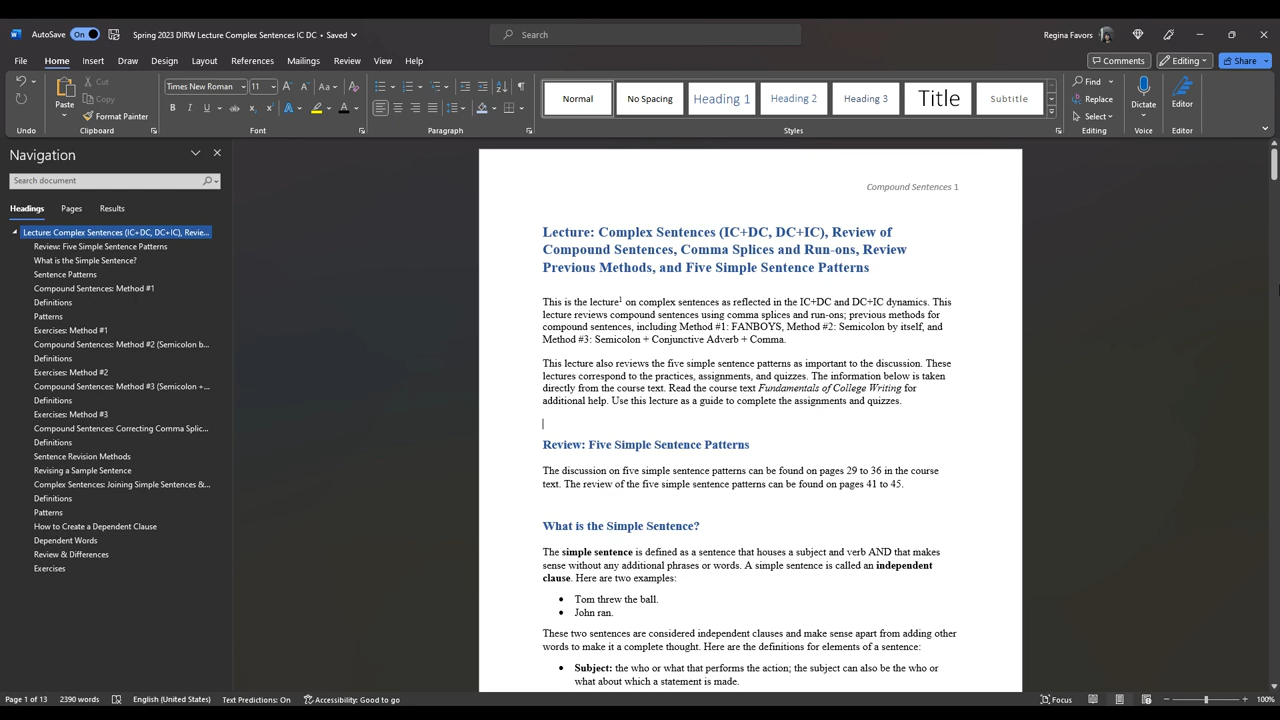 AutoSave On Spring 2023 DIRW Lecture Complex Sentences IC DC • Saved Search Regina Favors
File Home Insert Draw Design Layout References Mailings Review View Help Comments Editing Share
Paste Cut Copy Format Painter Times New Roman 11 Normal No Spacing Heading 1 Heading 2 Heading 3 Title Subtitle Find Replace Select Dictate Editor
Undo Clipboard Font Paragraph Styles Editing Voice Editor
Navigation
Search document
Headings Pages Results
Lecture: Complex Sentences (IC+DC, DC+IC), Revie...
Review: Five Simple Sentence Patterns
What is the Simple Sentence?
Sentence Patterns
Compound Sentences: Method #1
Definitions
Patterns
Exercises: Method #1
Compound Sentences: Method #2 (Semicolon b...
Definitions
Exercises: Method #2
Compound Sentences: Method #3 (Semicolon +...
Definitions
Exercises: Method #3
Compound Sentences: Correcting Comma Splic...
Definitions
Sentence Revision Methods
Revising a Sample Sentence
Complex Sentences: Joining Simple Sentences &...
Definitions
Patterns
How to Create a Dependent Clause
Dependent Words
Review & Differences
Exercises
Compound Sentences 1
Lecture: Complex Sentences (IC+DC, DC+IC), Review of
Compound Sentences, Comma Splices and Run-ons, Review
Previous Methods, and Five Simple Sentence Patterns
This is the lecture1 on complex sentences as reflected in the IC+DC and DC+IC dynamics. This
lecture reviews compound sentences using comma splices and run-ons; previous methods for
compound sentences, including Method #1: FANBOYS, Method #2: Semicolon by itself, and
Method #3: Semicolon + Conjunctive Adverb + Comma.
This lecture also reviews the five simple sentence patterns as important to the discussion. These
lectures correspond to the practices, assignments, and quizzes. The information below is taken
directly from the course text. Read the course text Fundamentals of College Writing for
additional help. Use this lecture as a guide to complete the assignments and quizzes.
Review: Five Simple Sentence Patterns
The discussion on five simple sentence patterns can be found on pages 29 to 36 in the course
text. The review of the five simple sentence patterns can be found on pages 41 to 45.
What is the Simple Sentence?
The simple sentence is defined as a sentence that houses a subject and verb AND that makes
sense without any additional phrases or words. A simple sentence is called an independent
clause. Here are two examples:
• Tom threw the ball.
• John ran.
These two sentences are considered independent clauses and make sense apart from adding other
words to make it a complete thought. Here are the definitions for elements of a sentence:
• Subject: the who or what that performs the action; the subject can also be the who or
what about which a statement is made.
Page 1 of 13 2390 words English (United States) Text Predictions: On Accessibility: Good to go Focus 100%